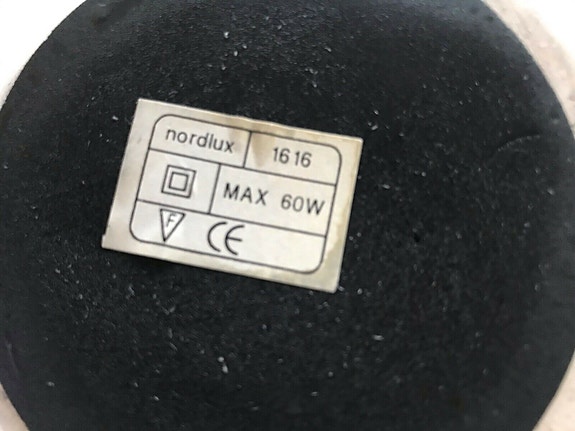 nordlux 1616
MAX 60W
F CE